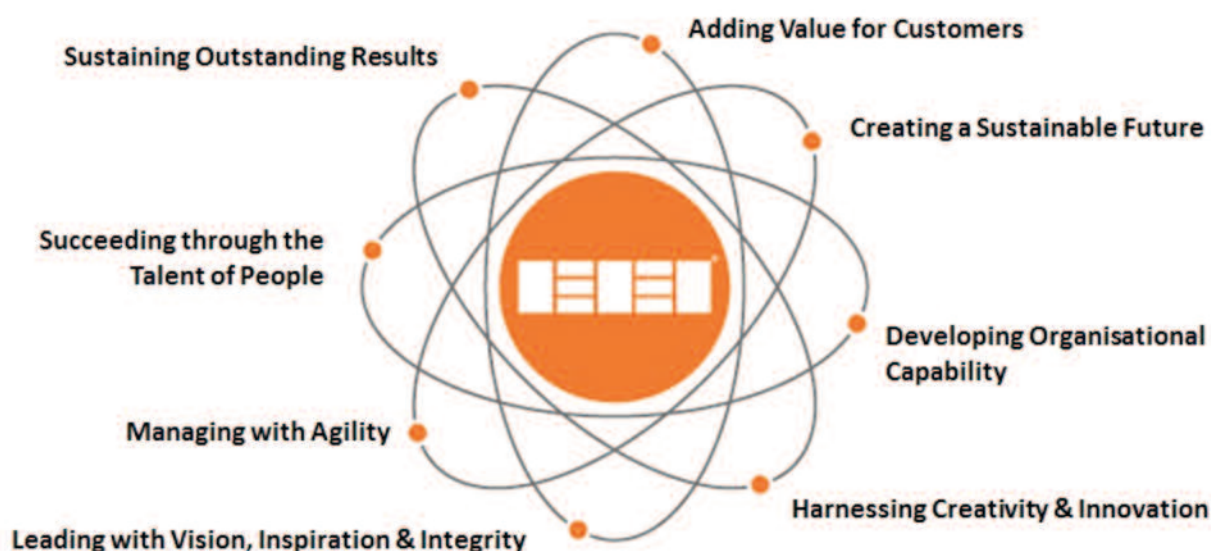 Adding Value for Customers
Creating a Sustainable Future
Developing Organisational
Capability
Harnessing Creativity & Innovation
Leading with Vision, Inspiration & Integrity
Managing with Agility
Succeeding through the
Talent of People
Sustaining Outstanding Results